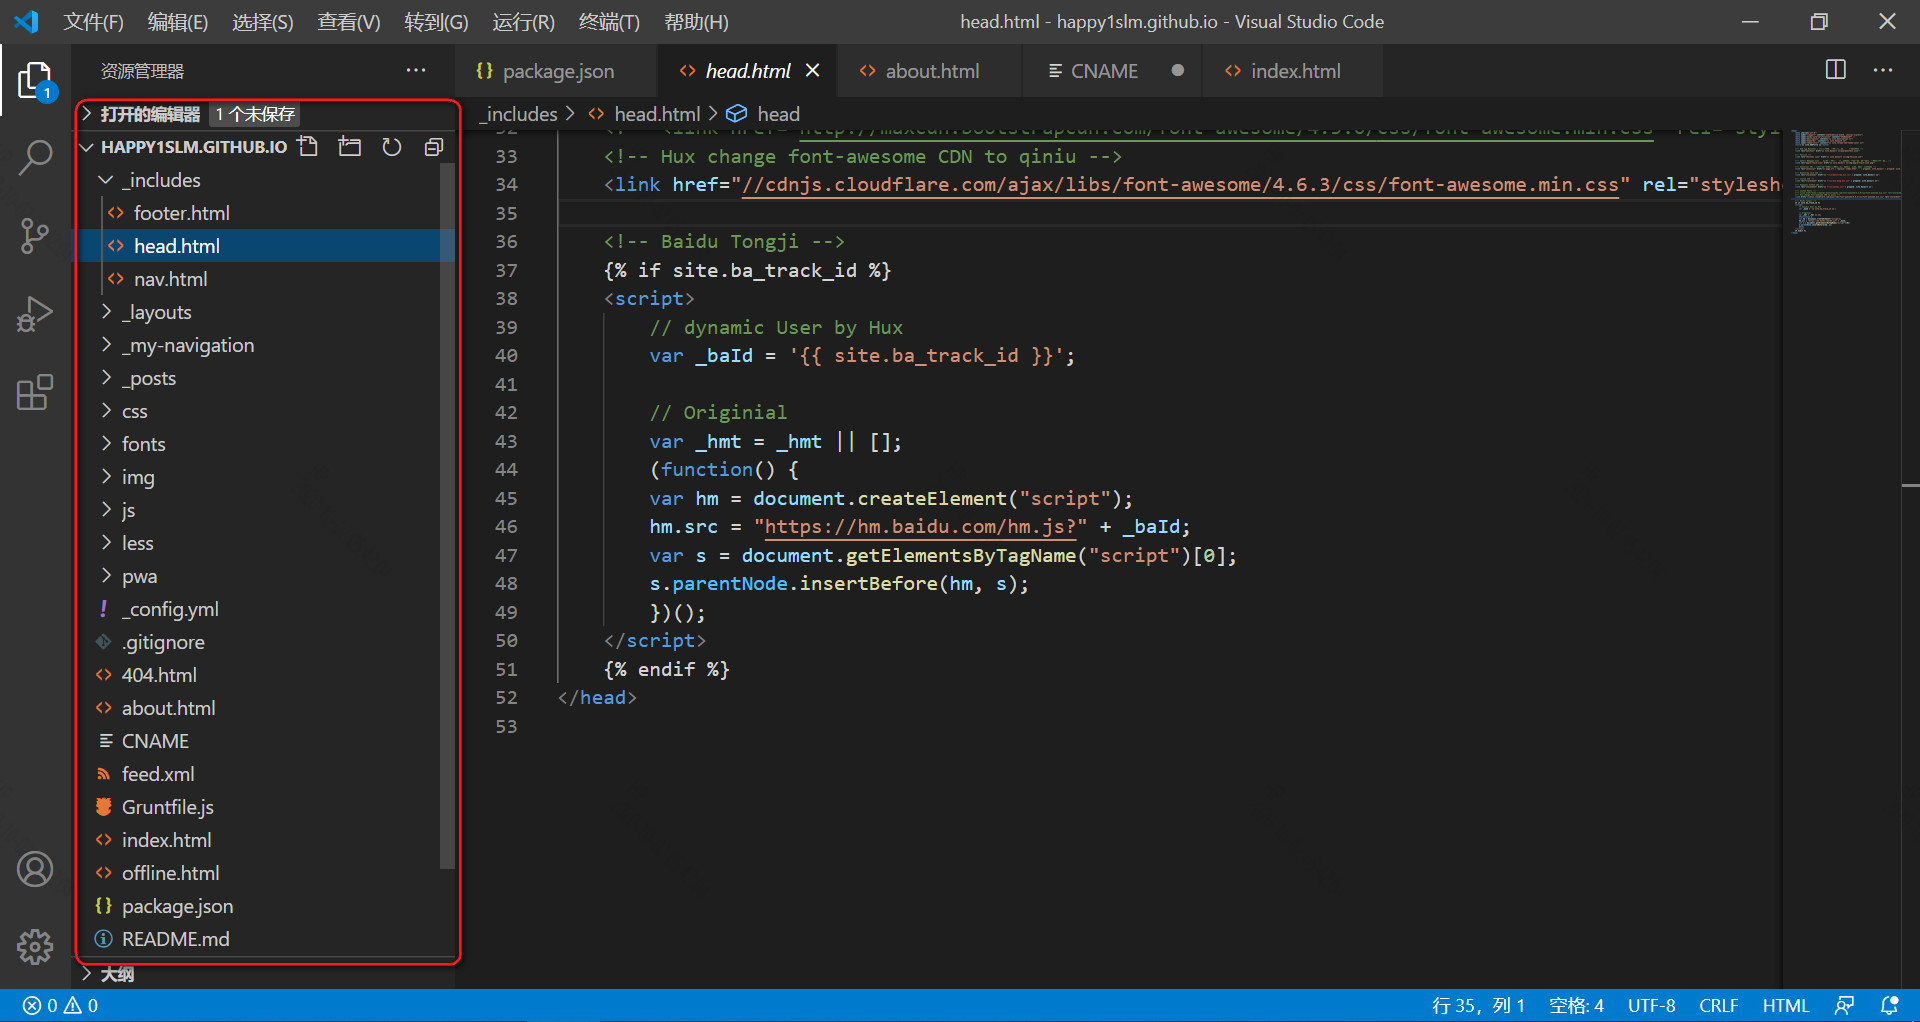 文件(F) 编辑(E) 选择(S) 查看(V) 转到(G) 运行(R) 终端(T) 帮助(H) head.html - happy1slm.github.io - Visual Studio Code
资源管理器
package.json head.html about.html CNAME index.html
1
打开的编辑器 1 个未保存
HAPPY1SLM.GITHUB.IO
_includes
footer.html
head.html
nav.html
_layouts
_my-navigation
_posts
css
fonts
img
js
less
pwa
_config.yml
.gitignore
404.html
about.html
CNAME
feed.xml
Gruntfile.js
index.html
offline.html
package.json
README.md
大纲
_includes > head.html > head
33 <!-- Hux change font-awesome CDN to qiniu -->
34 <link href="//cdnjs.cloudflare.com/ajax/libs/font-awesome/4.6.3/css/font-awesome.min.css" rel="stylesh
35
36 <!-- Baidu Tongji -->
37 {% if site.ba_track_id %}
38 <script>
39 // dynamic User by Hux
40 var _baId = '{{ site.ba_track_id }}';
41
42 // Originial
43 var _hmt = _hmt || [];
44 (function() {
45 var hm = document.createElement("script");
46 hm.src = "https://hm.baidu.com/hm.js?" + _baId;
47 var s = document.getElementsByTagName("script")[0];
48 s.parentNode.insertBefore(hm, s);
49 })();
50 </script>
51 {% endif %}
52 </head>
53
0 0 行 35，列 1 空格: 4 UTF-8 CRLF HTML